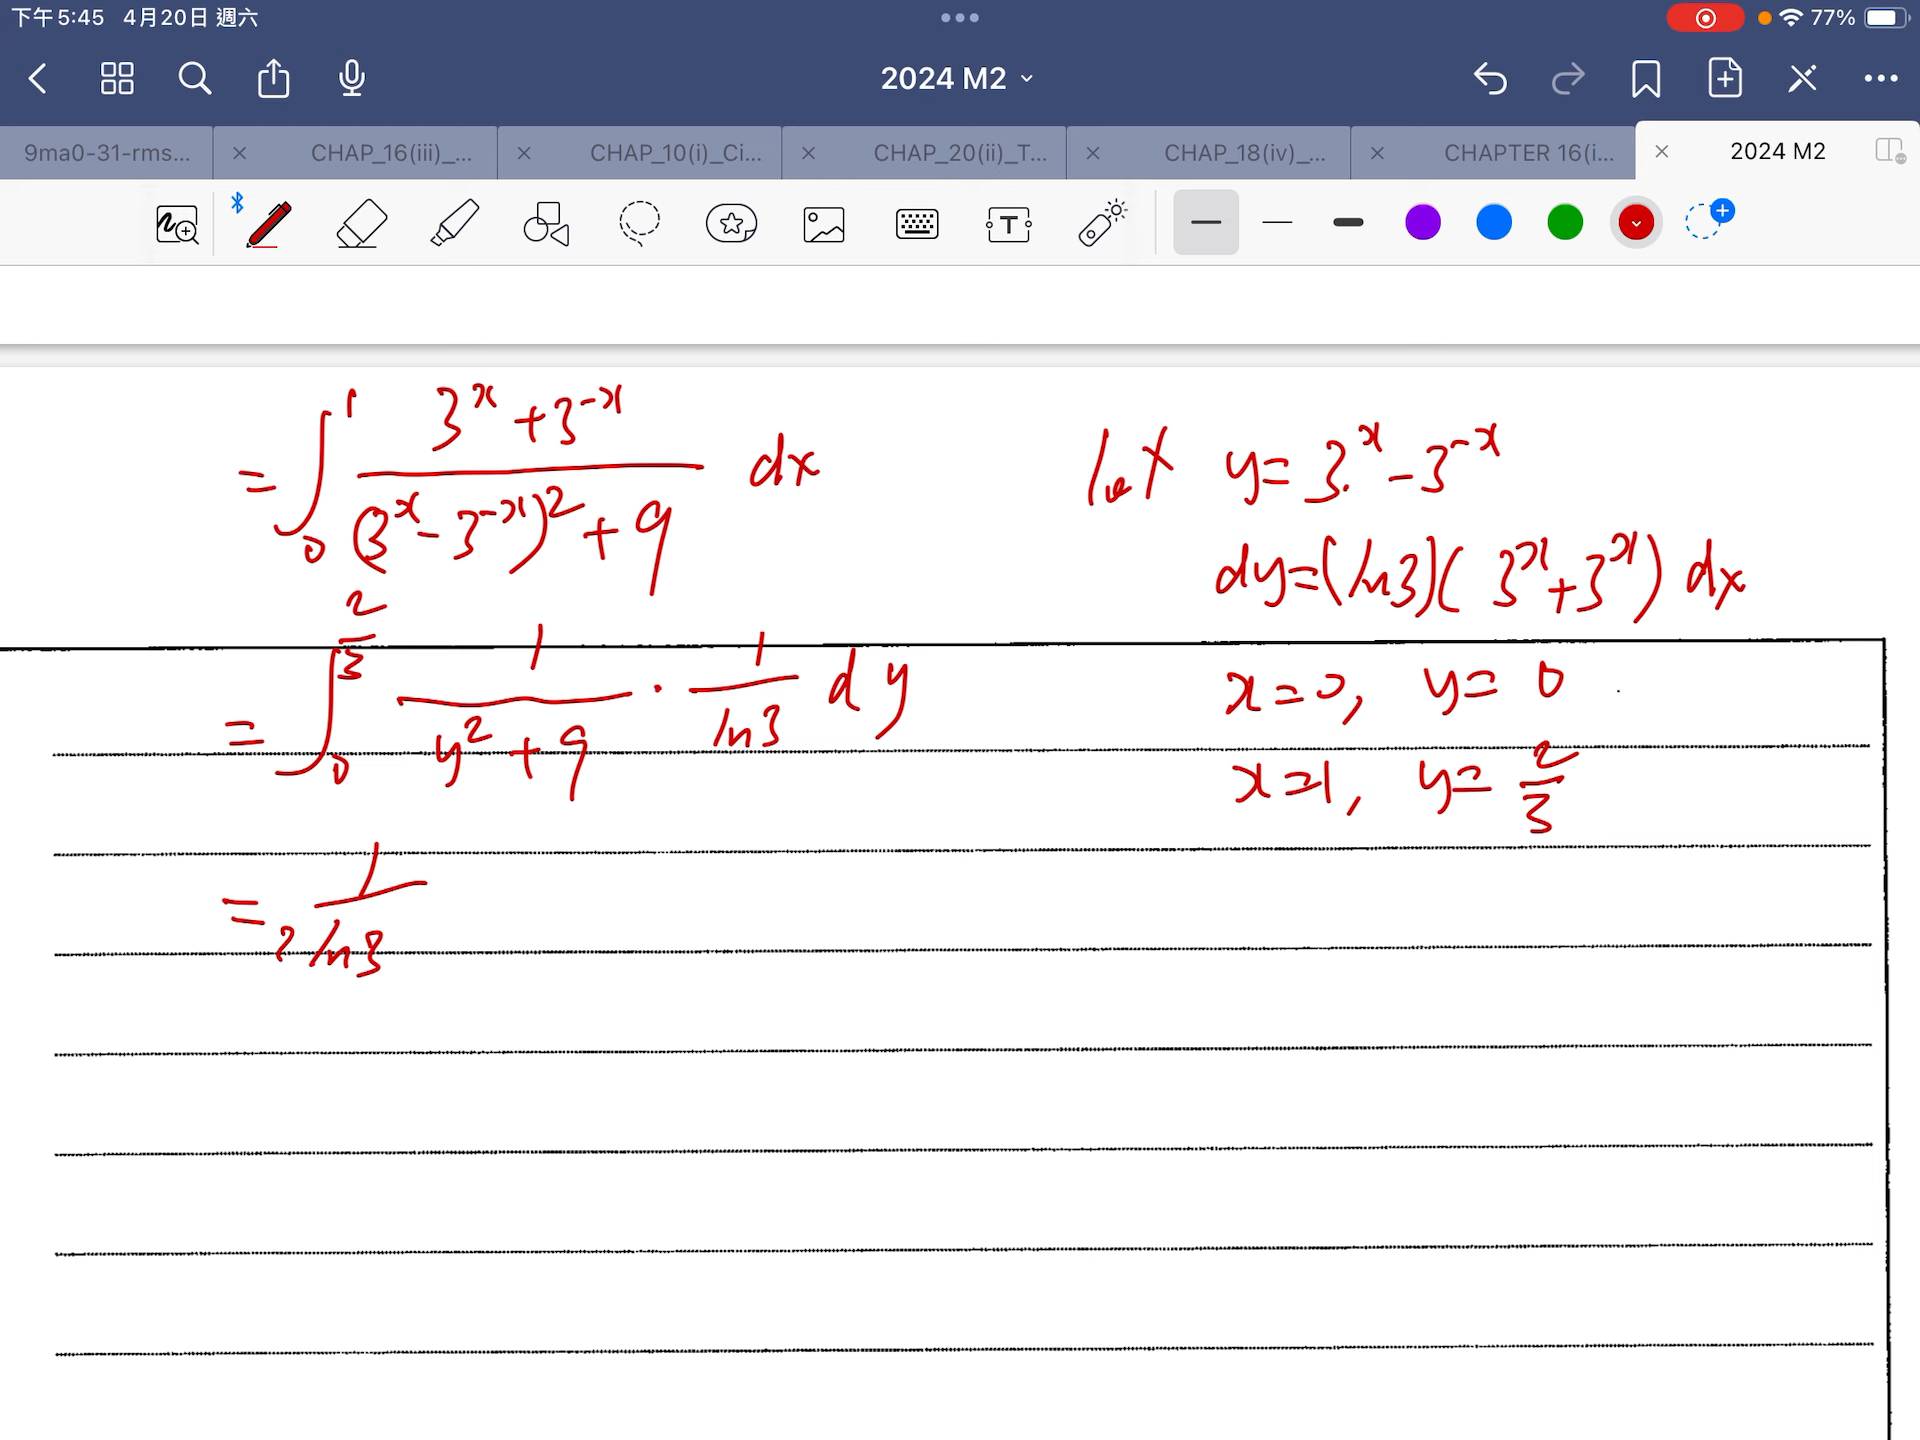 下午5:45 4月20日 週六
77%
2024 M2
9ma0-31-rms...
CHAP_16(iii)_...
CHAP_10(i)_Ci...
CHAP_20(ii)_T...
CHAP_18(iv)_...
CHAPTER 16(i...
2024 M2
= ∫₀¹ (3^x + 3^-x) / ((3^x - 3^-x)² + 9) dx
let y = 3^x - 3^-x
dy = (ln3)(3^x + 3^x) dx
= ∫₀^(2/3) 1/(y² + 9) · 1/ln3 dy
x = 0, y = 0
x = 1, y = 2/3
= 1/(2 ln3)